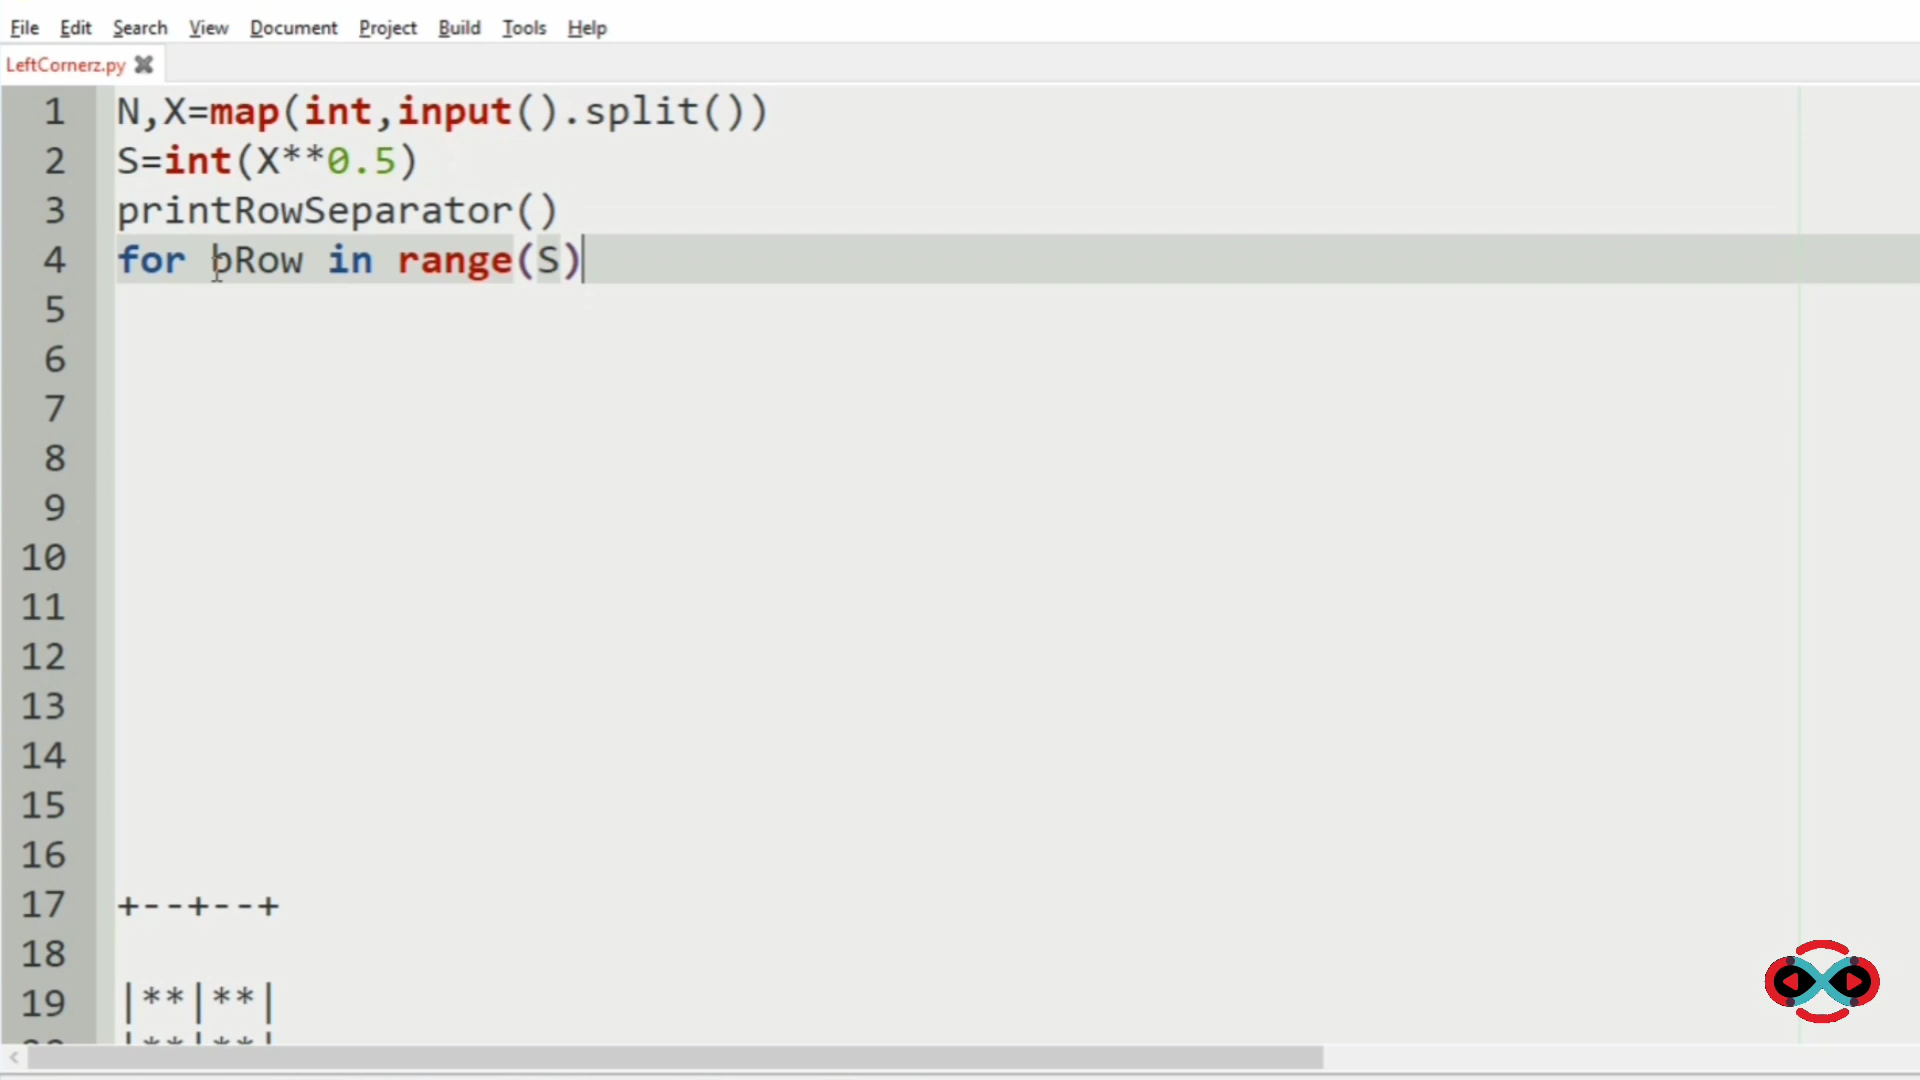 File Edit Search View Document Project Build Tools Help
LeftCornerz.py
1 N,X=map(int,input().split())
2 S=int(X**0.5)
3 printRowSeparator()
4 for bRow in range(S)
5
6
7
8
9
10
11
12
13
14
15
16
17 +--+--+
18
19 |**|**|
20 |**|**|